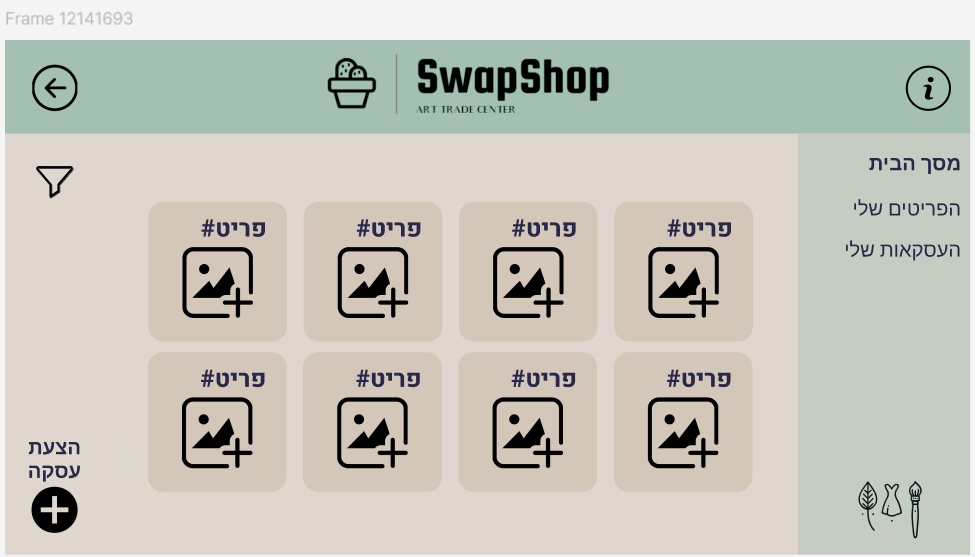 Frame 12141693
SwapShop
ART TRADE CENTER
i
מסך הבית
הפריטים שלי
העסקאות שלי
פריט#
פריט#
פריט#
פריט#
פריט#
פריט#
פריט#
פריט#
הצעת
עסקה